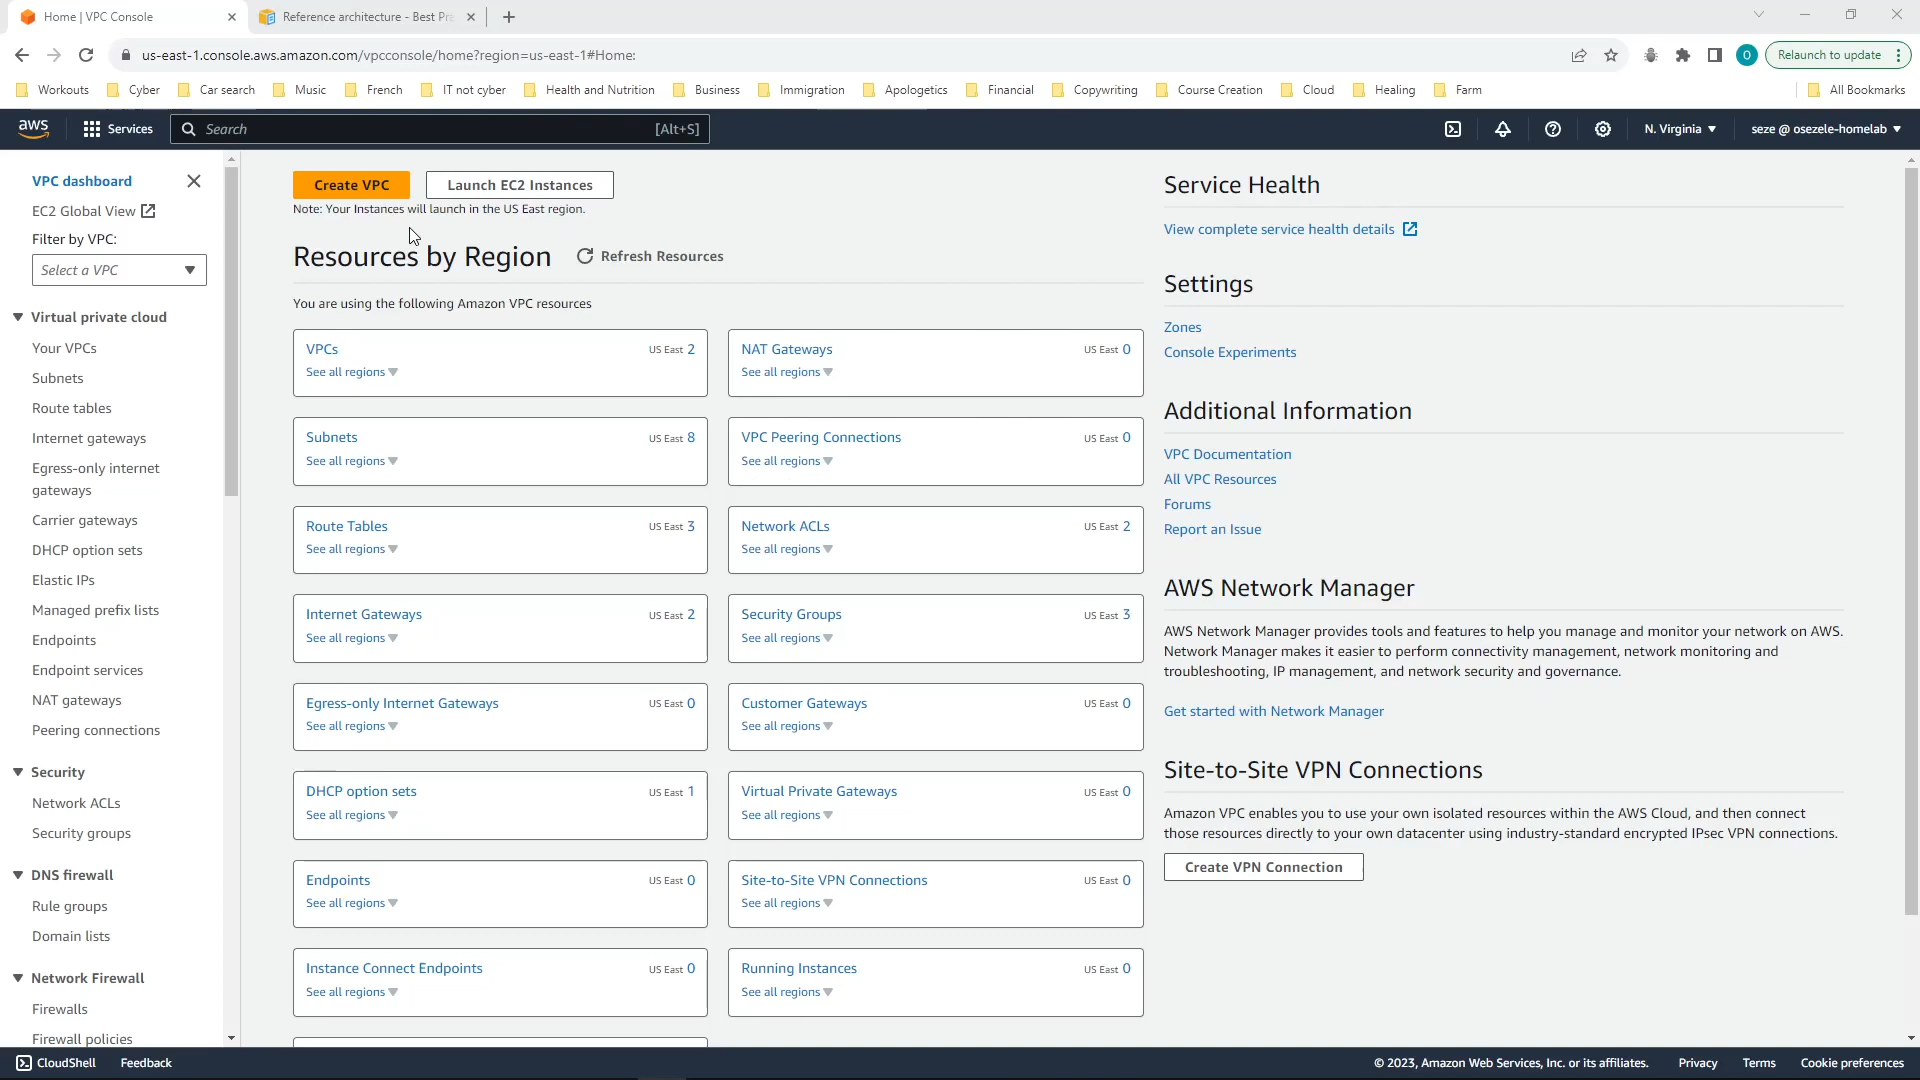 Home | VPC Console
Reference architecture - Best Pra
us-east-1.console.aws.amazon.com/vpcconsole/home?region=us-east-1#Home:
O
Relaunch to update
Workouts
Cyber
Car search
Music
French
IT not cyber
Health and Nutrition
Business
Immigration
Apologetics
Financial
Copywriting
Course Creation
Cloud
Healing
Farm
All Bookmarks
aws
Services
Search
[Alt+S]
N. Virginia
seze @ osezele-homelab
VPC dashboard
EC2 Global View
Filter by VPC:
Select a VPC
Virtual private cloud
Your VPCs
Subnets
Route tables
Internet gateways
Egress-only internet
gateways
Carrier gateways
DHCP option sets
Elastic IPs
Managed prefix lists
Endpoints
Endpoint services
NAT gateways
Peering connections
Security
Network ACLs
Security groups
DNS firewall
Rule groups
Domain lists
Network Firewall
Firewalls
Firewall policies
Create VPC
Launch EC2 Instances
Note: Your Instances will launch in the US East region.
Resources by Region
Refresh Resources
You are using the following Amazon VPC resources
VPCs
US East 2
See all regions
NAT Gateways
US East 0
See all regions
Subnets
US East 8
See all regions
VPC Peering Connections
US East 0
See all regions
Route Tables
US East 3
See all regions
Network ACLs
US East 2
See all regions
Internet Gateways
US East 2
See all regions
Security Groups
US East 3
See all regions
Egress-only Internet Gateways
US East 0
See all regions
Customer Gateways
US East 0
See all regions
DHCP option sets
US East 1
See all regions
Virtual Private Gateways
US East 0
See all regions
Endpoints
US East 0
See all regions
Site-to-Site VPN Connections
US East 0
See all regions
Instance Connect Endpoints
US East 0
See all regions
Running Instances
US East 0
See all regions
Service Health
View complete service health details
Settings
Zones
Console Experiments
Additional Information
VPC Documentation
All VPC Resources
Forums
Report an Issue
AWS Network Manager
AWS Network Manager provides tools and features to help you manage and monitor your network on AWS.
Network Manager makes it easier to perform connectivity management, network monitoring and
troubleshooting, IP management, and network security and governance.
Get started with Network Manager
Site-to-Site VPN Connections
Amazon VPC enables you to use your own isolated resources within the AWS Cloud, and then connect
those resources directly to your own datacenter using industry-standard encrypted IPsec VPN connections.
Create VPN Connection
CloudShell
Feedback
© 2023, Amazon Web Services, Inc. or its affiliates.
Privacy
Terms
Cookie preferences